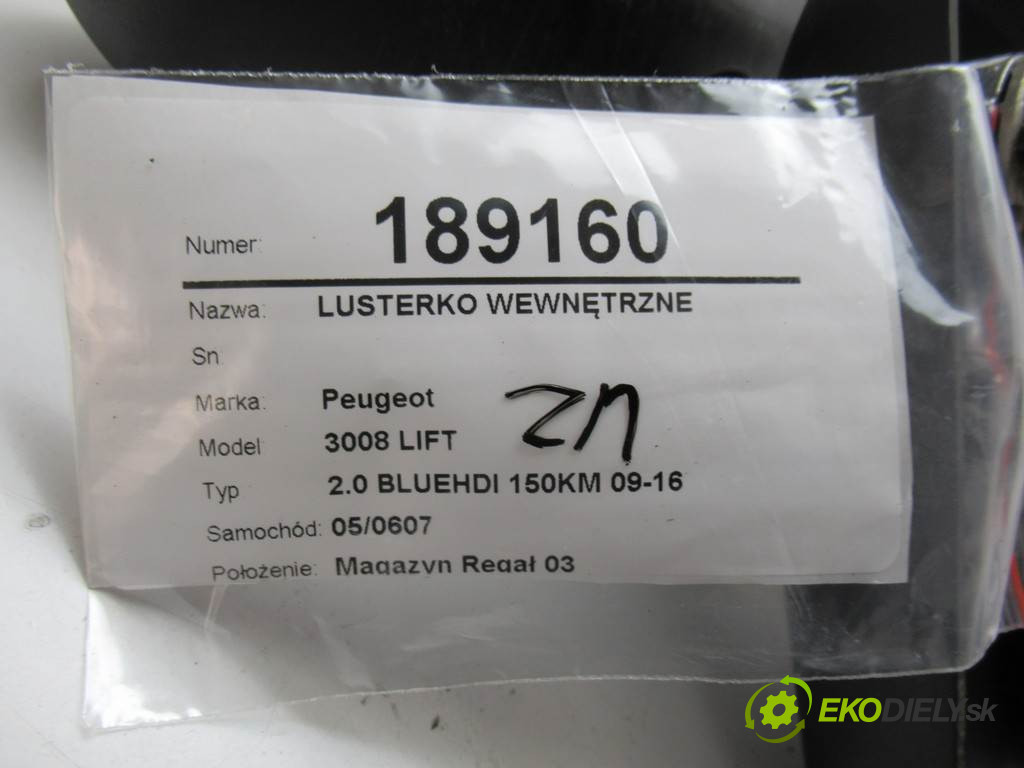 Numer: 189160
Nazwa: LUSTERKO WEWNĘTRZNE
Sn
Marka: Peugeot
Model 3008 LIFT
Typ 2.0 BLUEHDI 150KM 09-16
Samochód: 05/0607
Położenie: Magazyn Regał 03
EKODIELY.sk